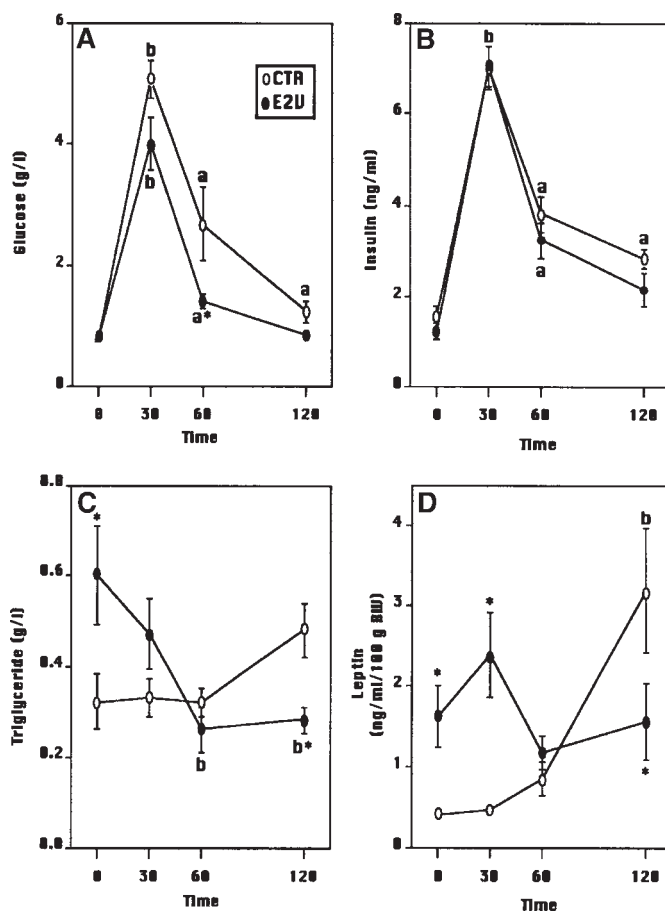 A
Glucose (g/l)
6
4
2
0
b
b
a
a*
a
CTR
E2V
0 30 60 120
Time
B
Insulin (ng/ml)
8
6
4
2
0
b
a
a
a
0 30 60 120
Time
C
Triglyceride (g/l)
0.8
0.6
0.4
0.2
0.0
*
b
b*
0 30 60 120
Time
D
Leptin
(ng/ml/100 g BW)
4
3
2
1
0
*
*
b
*
0 30 60 120
Time